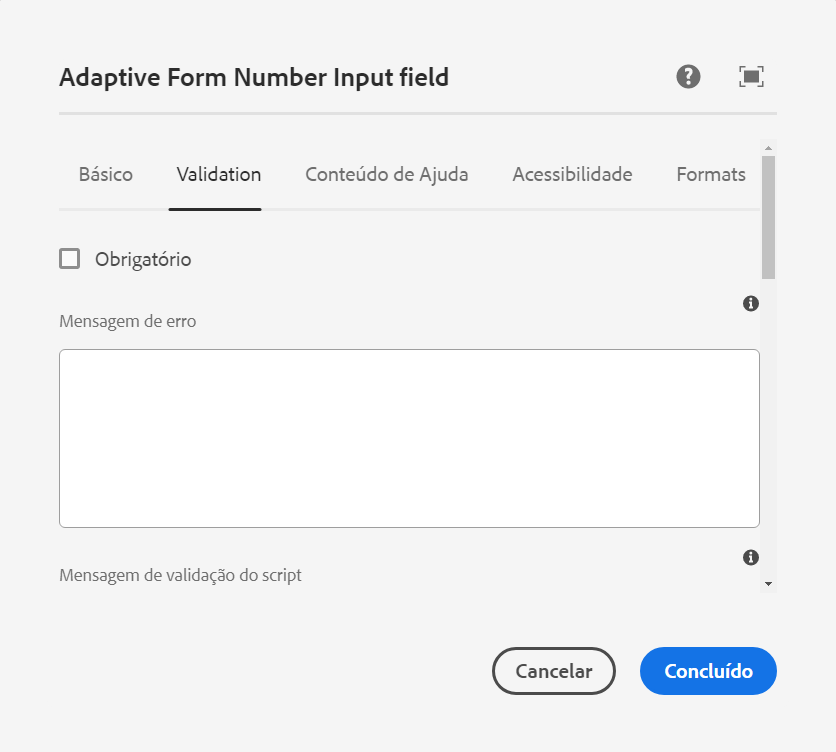 Adaptive Form Number Input field
Básico Validation Conteúdo de Ajuda Acessibilidade Formats
Obrigatório
Mensagem de erro
Mensagem de validação do script
Cancelar Concluído